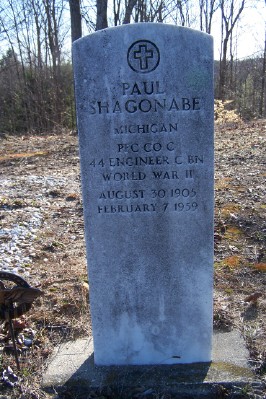 PAUL
SHAGONABE
MICHIGAN
PFC CO C
44 ENGINEER C BN
WORLD WAR II
AUGUST 30 1905
FEBRUARY 7 1959